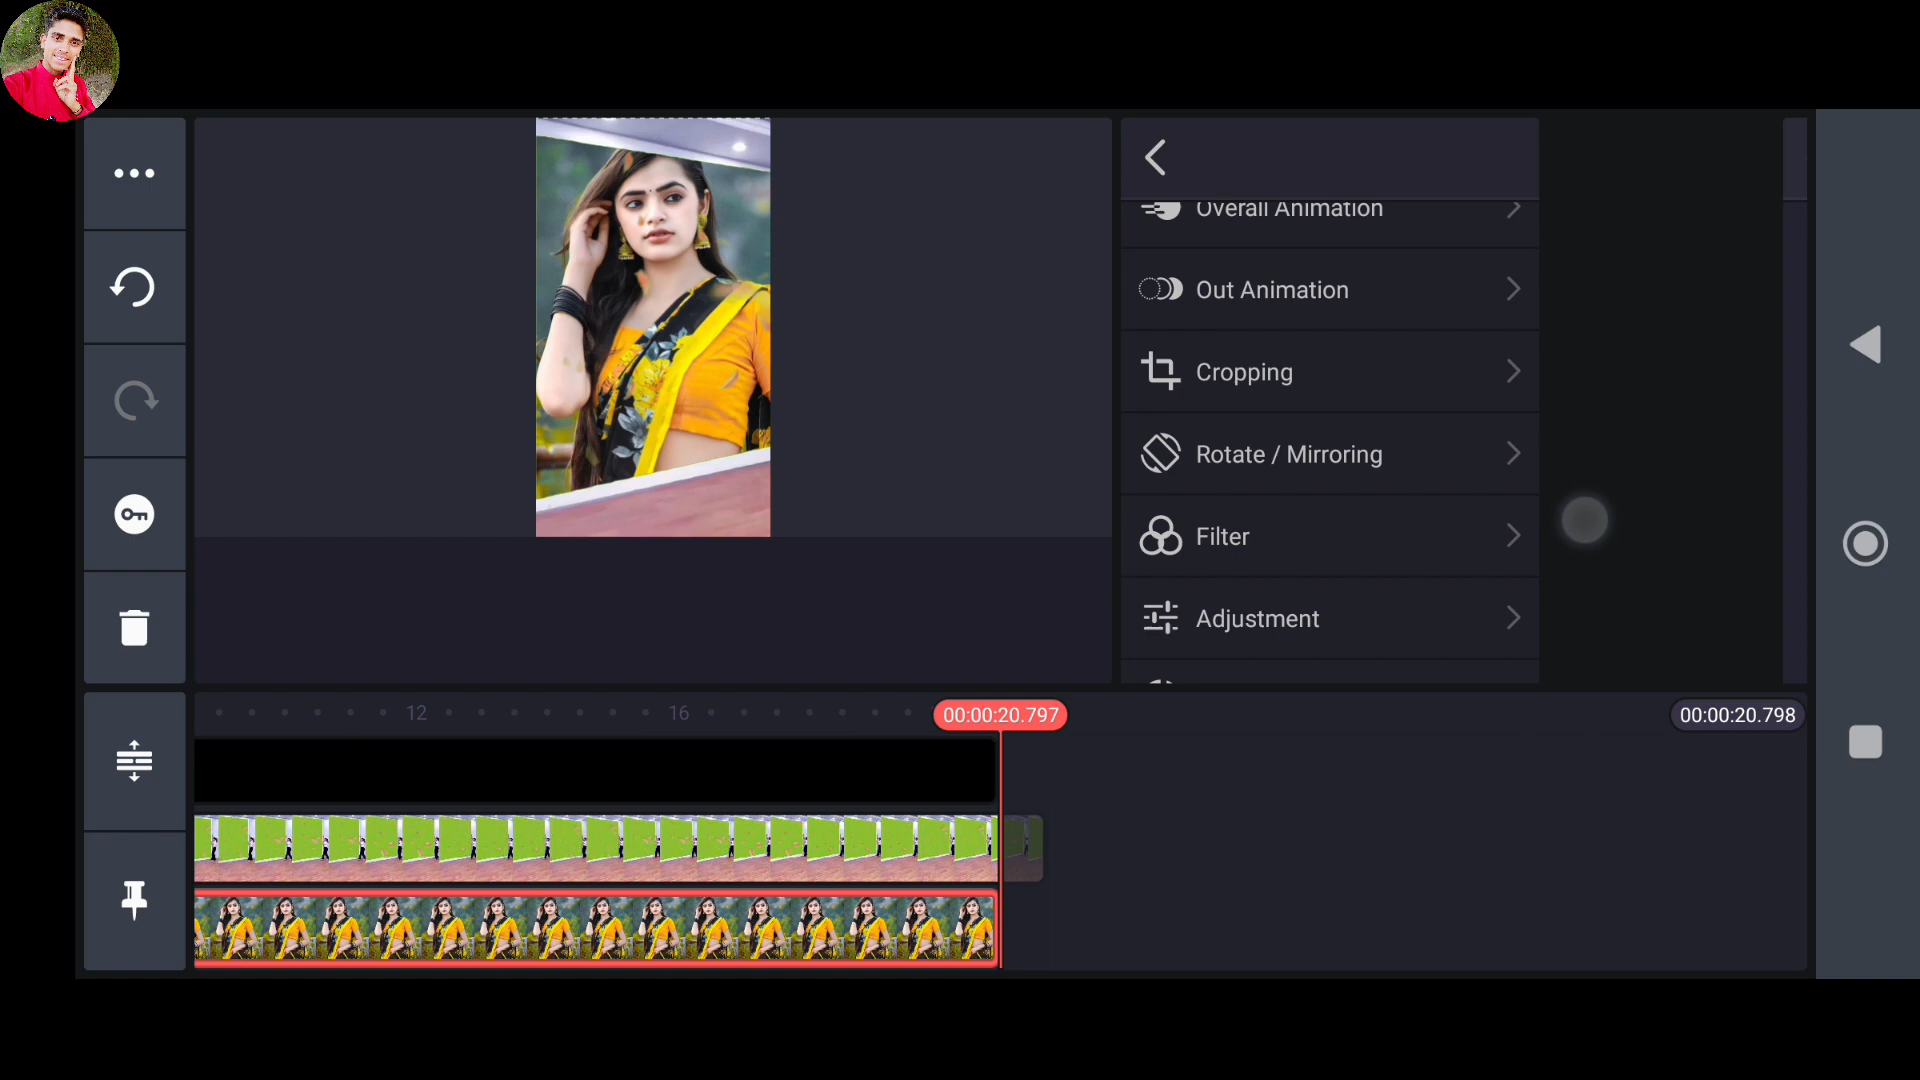 Overall Animation
Out Animation
Cropping
Rotate / Mirroring
Filter
Adjustment
12
16
00:00:20.797
00:00:20.798